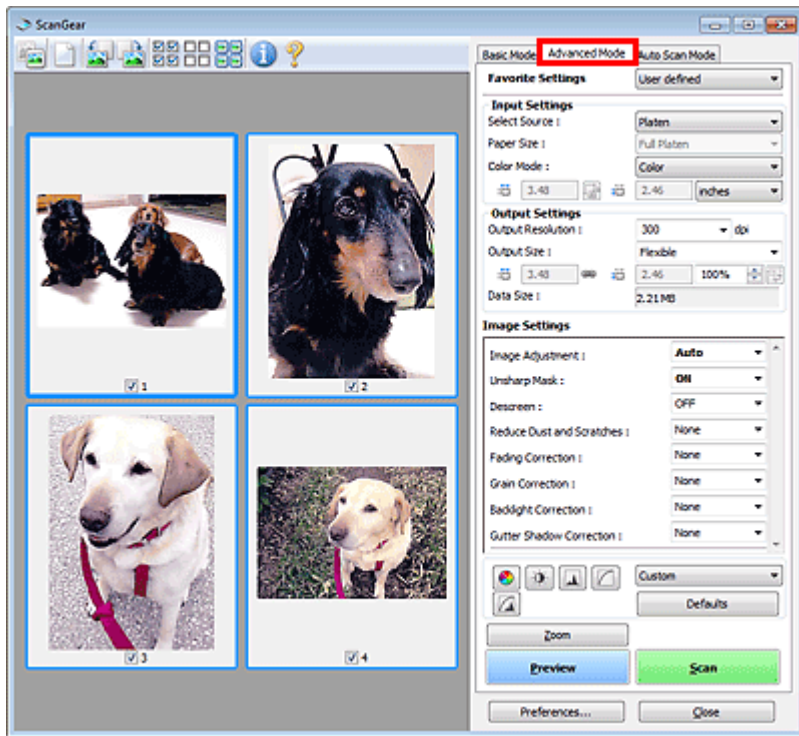 ScanGear
Basic Mode Advanced Mode Auto Scan Mode
Favorite Settings User defined
Input Settings
Select Source : Platen
Paper Size : Full Platen
Color Mode : Color
3.48 2.46 inches
Output Settings
Output Resolution : 300 dpi
Output Size : Flexible
3.48 2.46 100%
Data Size : 2.21 MB
Image Settings
Image Adjustment : Auto
Unsharp Mask : ON
Descreen : OFF
Reduce Dust and Scratches : None
Fading Correction : None
Grain Correction : None
Backlight Correction : None
Gutter Shadow Correction : None
Custom
Defaults
Zoom
Preview Scan
Preferences... Close
1
2
3
4